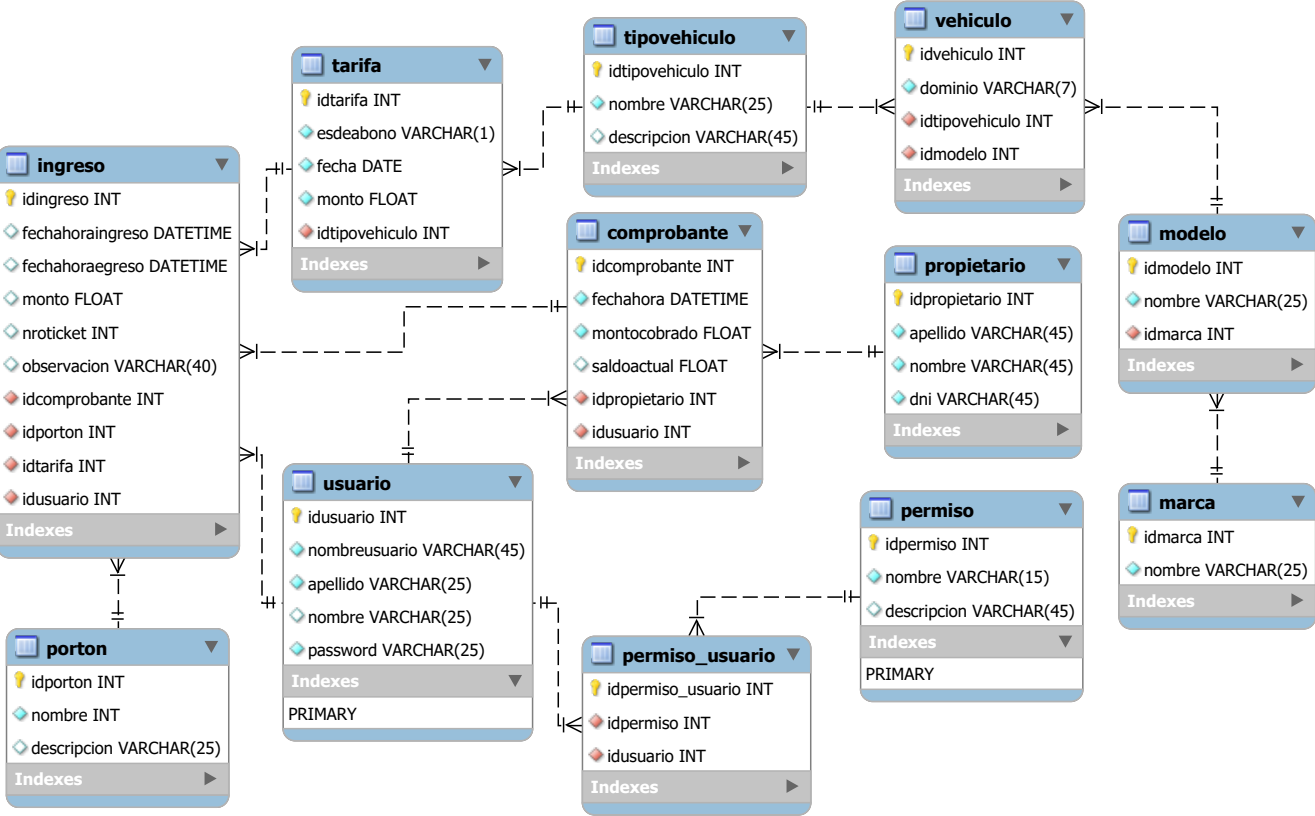 ingreso
idingreso INT
fechahoraingreso DATETIME
fechahoraegreso DATETIME
monto FLOAT
nroticket INT
observacion VARCHAR(40)
idcomprobante INT
idporton INT
idtarifa INT
idusuario INT
Indexes
porton
idporton INT
nombre INT
descripcion VARCHAR(25)
Indexes
tarifa
idtarifa INT
esdeabono VARCHAR(1)
fecha DATE
monto FLOAT
idtipovehiculo INT
Indexes
usuario
idusuario INT
nombreusuario VARCHAR(45)
apellido VARCHAR(25)
nombre VARCHAR(25)
password VARCHAR(25)
Indexes
PRIMARY
tipovehiculo
idtipovehiculo INT
nombre VARCHAR(25)
descripcion VARCHAR(45)
Indexes
comprobante
idcomprobante INT
fechahora DATETIME
montocobrado FLOAT
saldoactual FLOAT
idpropietario INT
idusuario INT
Indexes
permiso_usuario
idpermiso_usuario INT
idpermiso INT
idusuario INT
Indexes
vehiculo
idvehiculo INT
dominio VARCHAR(7)
idtipovehiculo INT
idmodelo INT
Indexes
propietario
idpropietario INT
apellido VARCHAR(45)
nombre VARCHAR(45)
dni VARCHAR(45)
Indexes
permiso
idpermiso INT
nombre VARCHAR(15)
descripcion VARCHAR(45)
Indexes
PRIMARY
modelo
idmodelo INT
nombre VARCHAR(25)
idmarca INT
Indexes
marca
idmarca INT
nombre VARCHAR(25)
Indexes